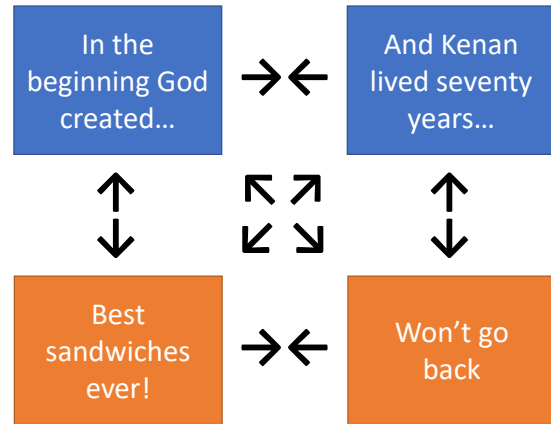 In the
beginning God
created…
And Kenan
lived seventy
years…
Best
sandwiches
ever!
Won’t go
back